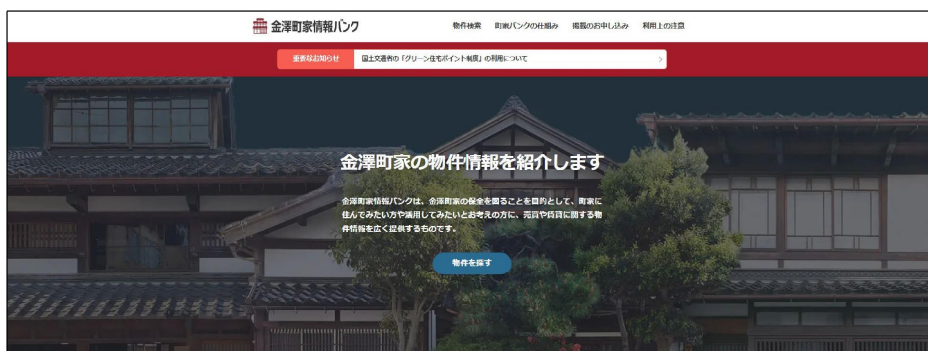 金澤町家情報バンク
物件検索 町家バンクの仕組み 掲載のお申し込み 利用上の注意
重要なお知らせ 国土交通省の「グリーン住宅ポイント制度」の利用について
金澤町家の物件情報を紹介します
金澤町家情報バンクは、金澤町家の保全を図ることを目的として、町家に
住んでみたい方や活用してみたいとお考えの方に、売買や賃貸に関する物
件情報を広く提供するものです。
物件を探す